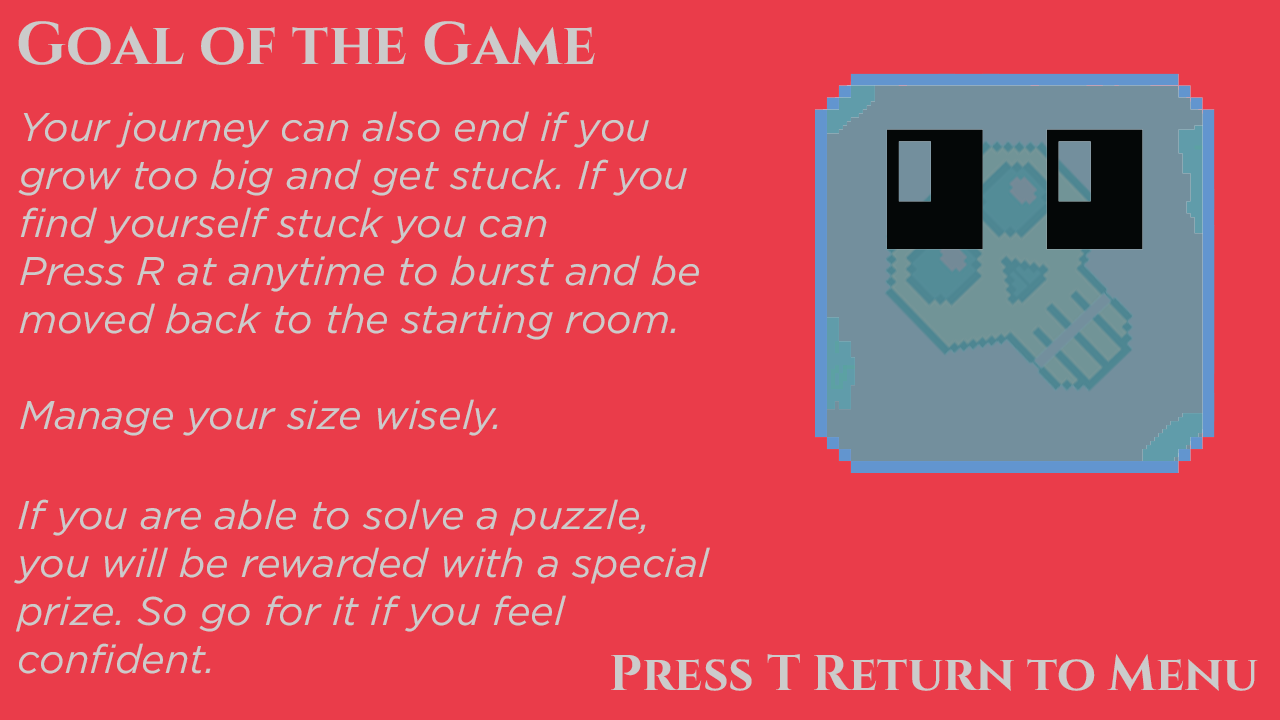 Goal of the Game
Your journey can also end if you
grow too big and get stuck. If you
find yourself stuck you can
Press R at anytime to burst and be
moved back to the starting room.
Manage your size wisely.
If you are able to solve a puzzle,
you will be rewarded with a special
prize. So go for it if you feel
confident.
Press T Return to Menu